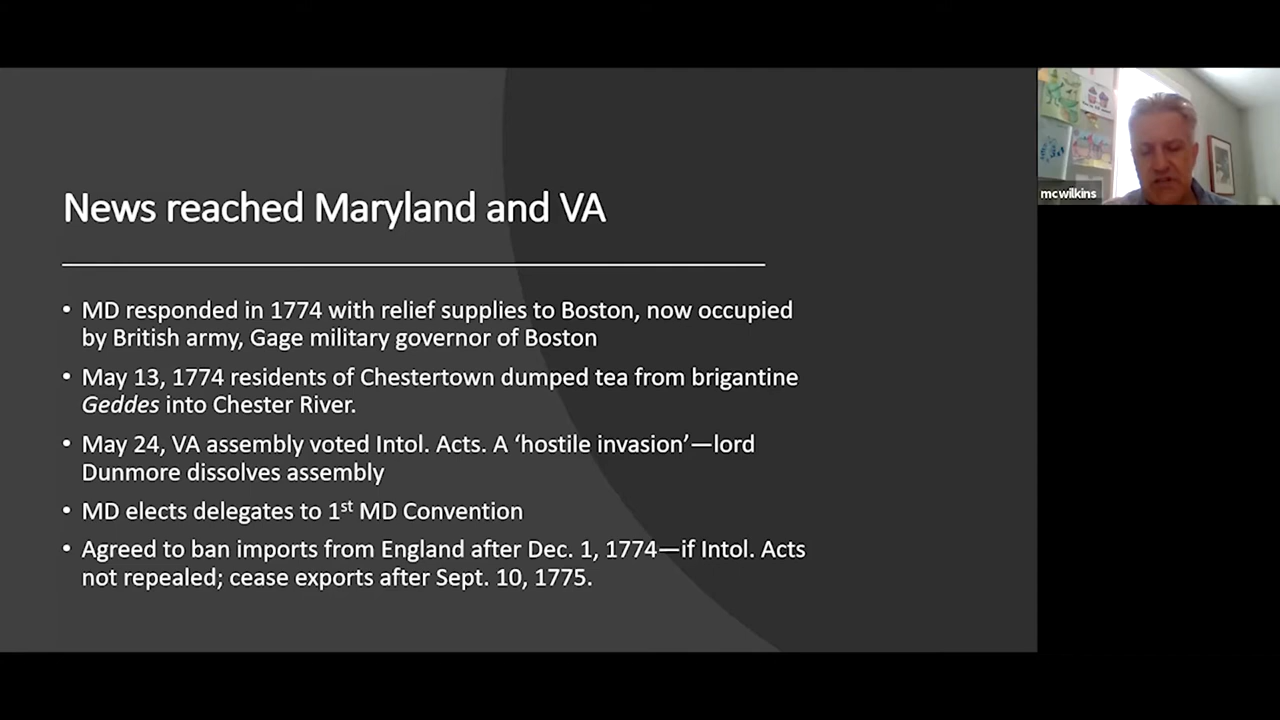 News reached Maryland and VA
• MD responded in 1774 with relief supplies to Boston, now occupied
by British army, Gage military governor of Boston
• May 13, 1774 residents of Chestertown dumped tea from brigantine
Geddes into Chester River.
• May 24, VA assembly voted Intol. Acts. A ‘hostile invasion’—lord
Dunmore dissolves assembly
• MD elects delegates to 1st MD Convention
• Agreed to ban imports from England after Dec. 1, 1774—if Intol. Acts
not repealed; cease exports after Sept. 10, 1775.
mcwilkins